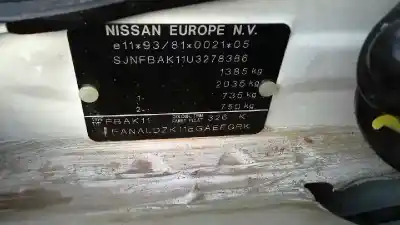 NISSAN EUROPE N.V.
e11*93/81*0021*05
SJNFBAK11U3278386
1385 kg
2035 kg
1- 735 kg
2- 750 kg
FBAK11 326 K